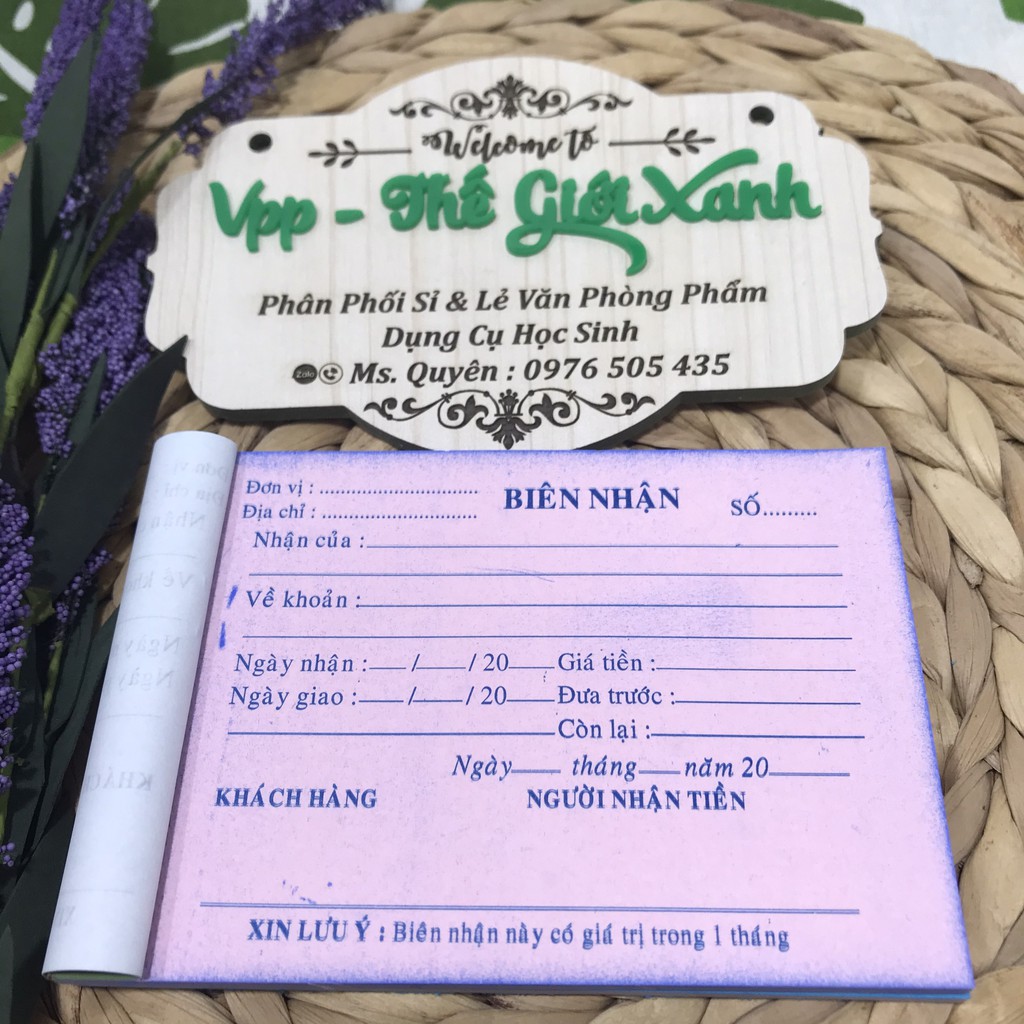 Welcome to
Vpp - Thế Giới Xanh
Phân Phối Sỉ & Lẻ Văn Phòng Phẩm
Dụng Cụ Học Sinh
Zalo Ms. Quyên : 0976 505 435
Đơn vị : .............................. BIÊN NHẬN SỐ.........
Địa chỉ : ..............................
Nhận của :
Về khoản :
Ngày nhận : / / 20 Giá tiền :
Ngày giao : / / 20 Đưa trước :
Còn lại :
Ngày tháng năm 20
KHÁCH HÀNG NGƯỜI NHẬN TIỀN
XIN LƯU Ý : Biên nhận này có giá trị trong 1 tháng